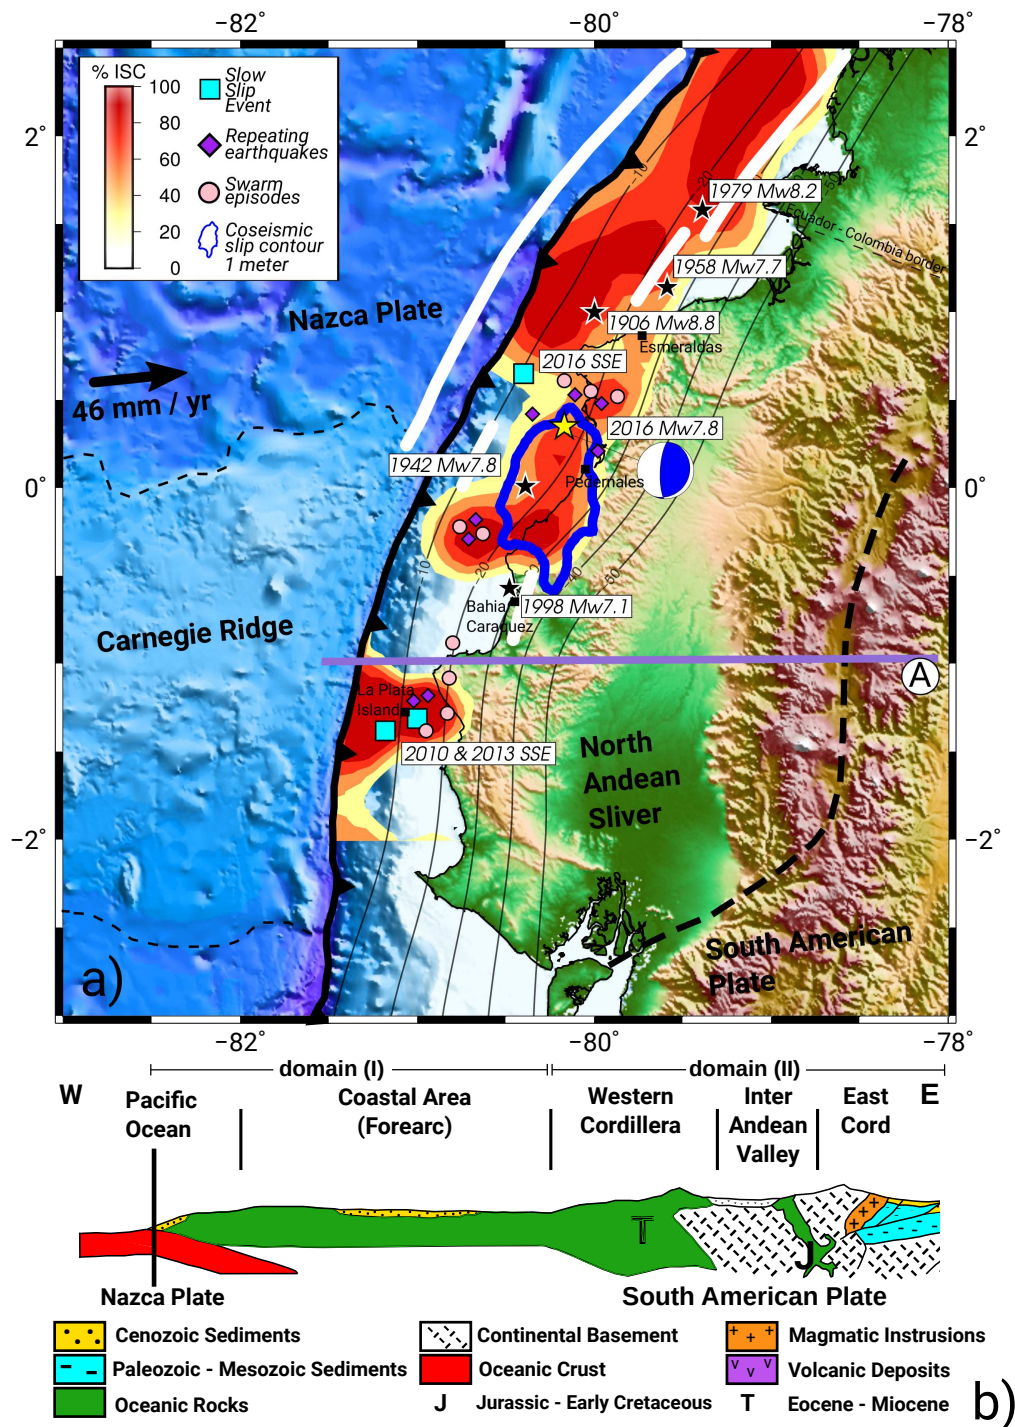 −82° −80° −78°
% ISC
100
80
60
40
20
0
Slow
Slip
Event
Repeating
earthquakes
Swarm
episodes
Coseismic
slip contour
1 meter
2° 2°
0° 0°
−2° −2°
-10
-20
1979 Mw8.2
Ecuador - Colombia border
1958 Mw7.7
1906 Mw8.8
Esmeraldas
Nazca Plate
2016 SSE
46 mm / yr
2016 Mw7.8
1942 Mw7.8
Pedernales
-10
-20
-40
-60
1998 Mw7.1
Bahia
Caraquez
Carnegie Ridge
A
La Plata
Island
2010 & 2013 SSE
North
Andean
Sliver
South American
Plate
a)
−82° −80° −78°
domain (I) domain (II)
W E
Pacific
Ocean
Coastal Area
(Forearc)
Western
Cordillera
Inter
Andean
Valley
East
Cord
T
J
Nazca Plate South American Plate
Cenozoic Sediments Continental Basement Magmatic Instrusions
Paleozoic - Mesozoic Sediments Oceanic Crust Volcanic Deposits
Oceanic Rocks J Jurassic - Early Cretaceous T Eocene - Miocene
b)